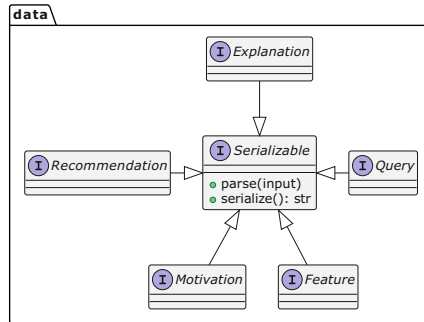 data
I Explanation
I Serializable
parse(input)
serialize(): str
I Recommendation
I Query
I Motivation
I Feature